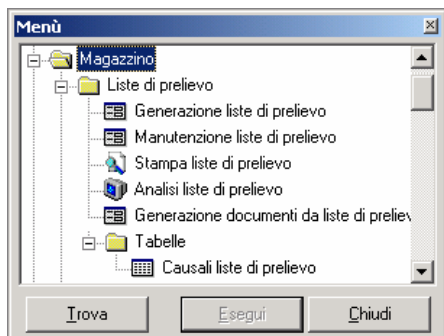 Menù
Magazzino
Liste di prelievo
Generazione liste di prelievo
Manutenzione liste di prelievo
Stampa liste di prelievo
Analisi liste di prelievo
Generazione documenti da liste di preliev
Tabelle
Causali liste di prelievo
Trova Esegui Chiudi